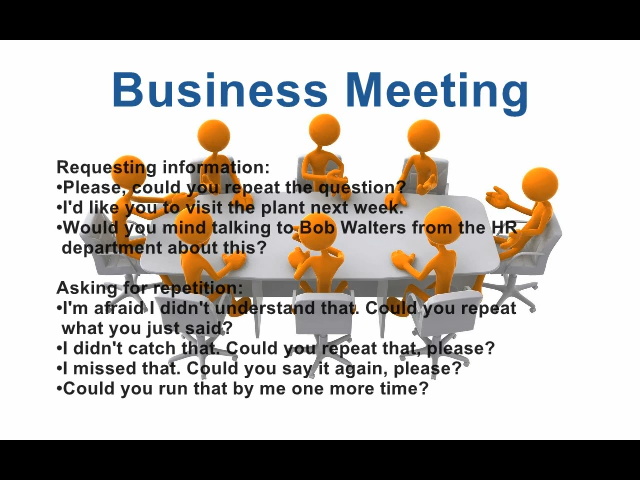 Business Meeting
Requesting information:
•Please, could you repeat the question?
•I'd like you to visit the plant next week.
•Would you mind talking to Bob Walters from the HR
department about this?
Asking for repetition:
•I'm afraid I didn't understand that. Could you repeat
what you just said?
•I didn't catch that. Could you repeat that, please?
•I missed that. Could you say it again, please?
•Could you run that by me one more time?